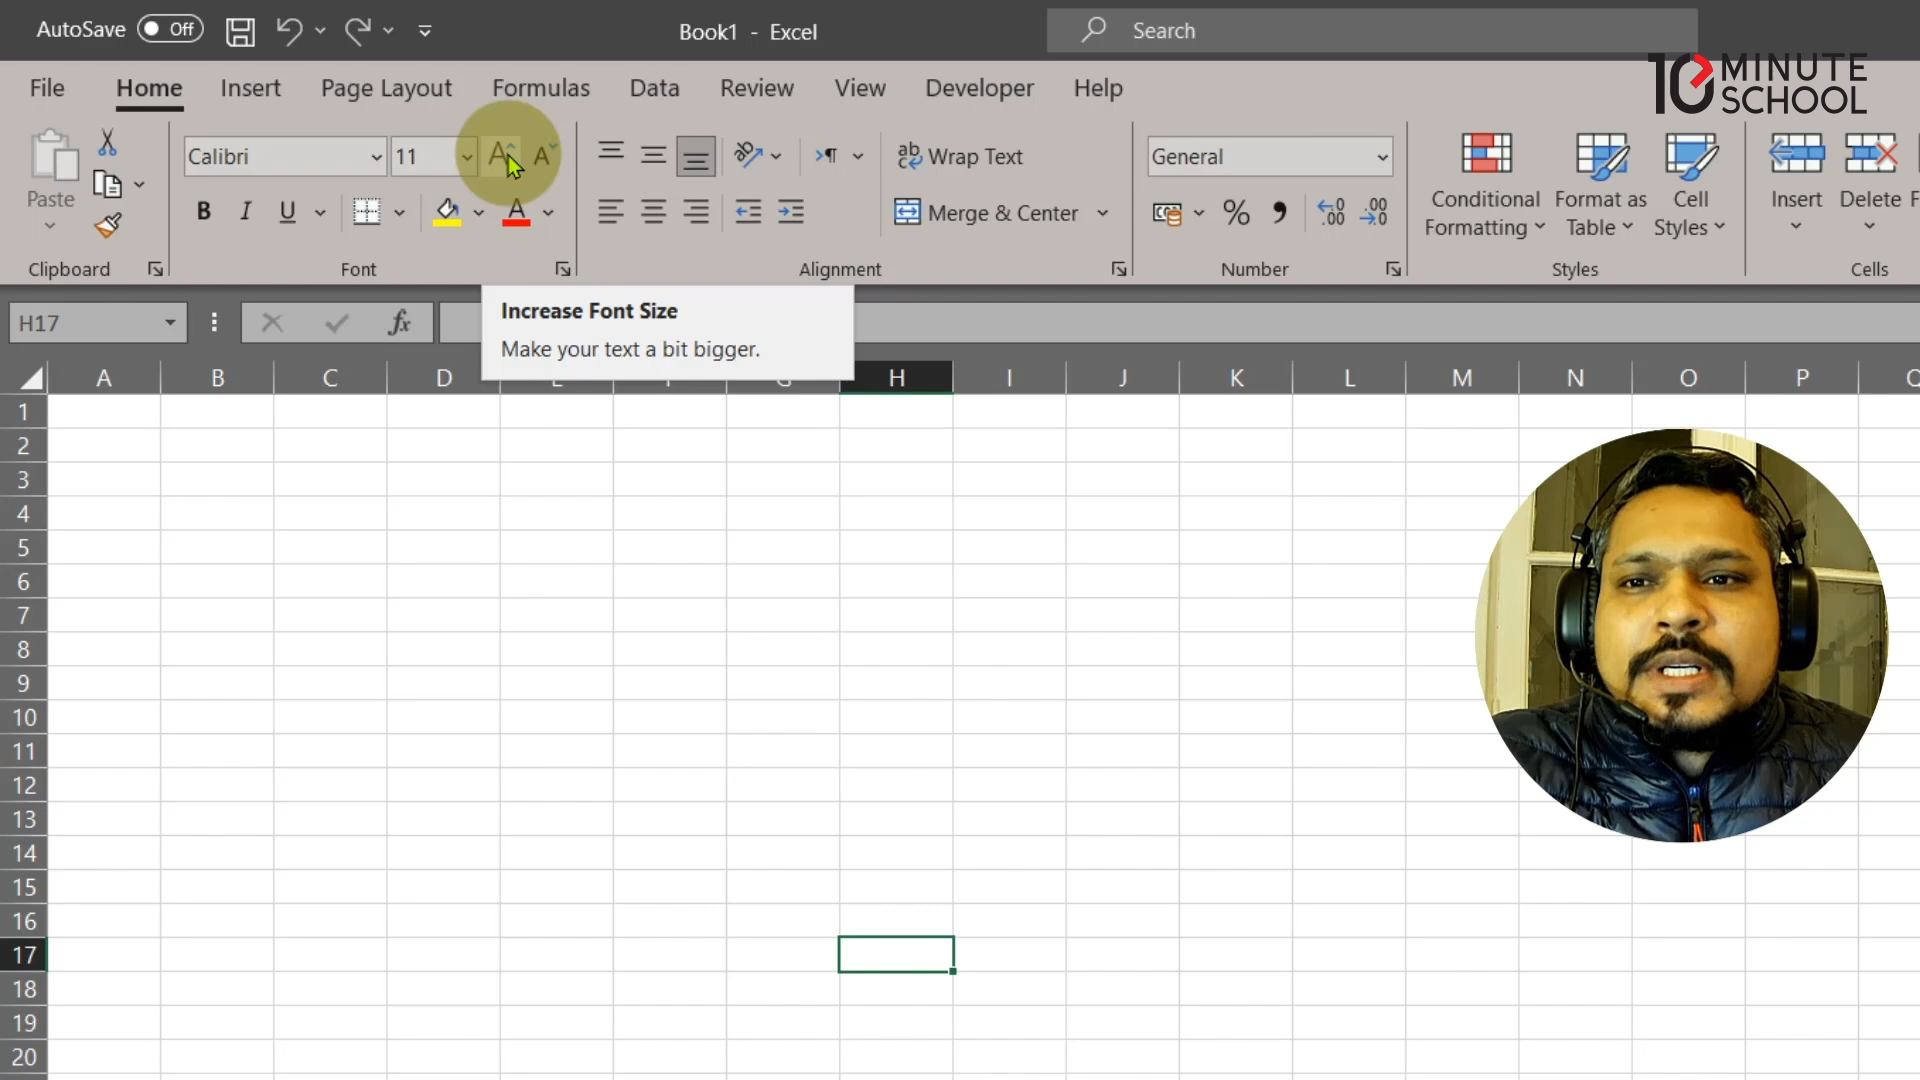 AutoSave Off
Book1 - Excel
Search
10 MINUTE SCHOOL
File Home Insert Page Layout Formulas Data Review View Developer Help
Calibri 11
Wrap Text
General
Paste
B I U
Merge & Center
Conditional Formatting
Format as Table
Cell Styles
Insert
Delete
Clipboard Font Alignment Number Styles Cells
Increase Font Size
Make your text a bit bigger.
H17
fx
A B C D H I J K L M N O P
1
2
3
4
5
6
7
8
9
10
11
12
13
14
15
16
17
18
19
20